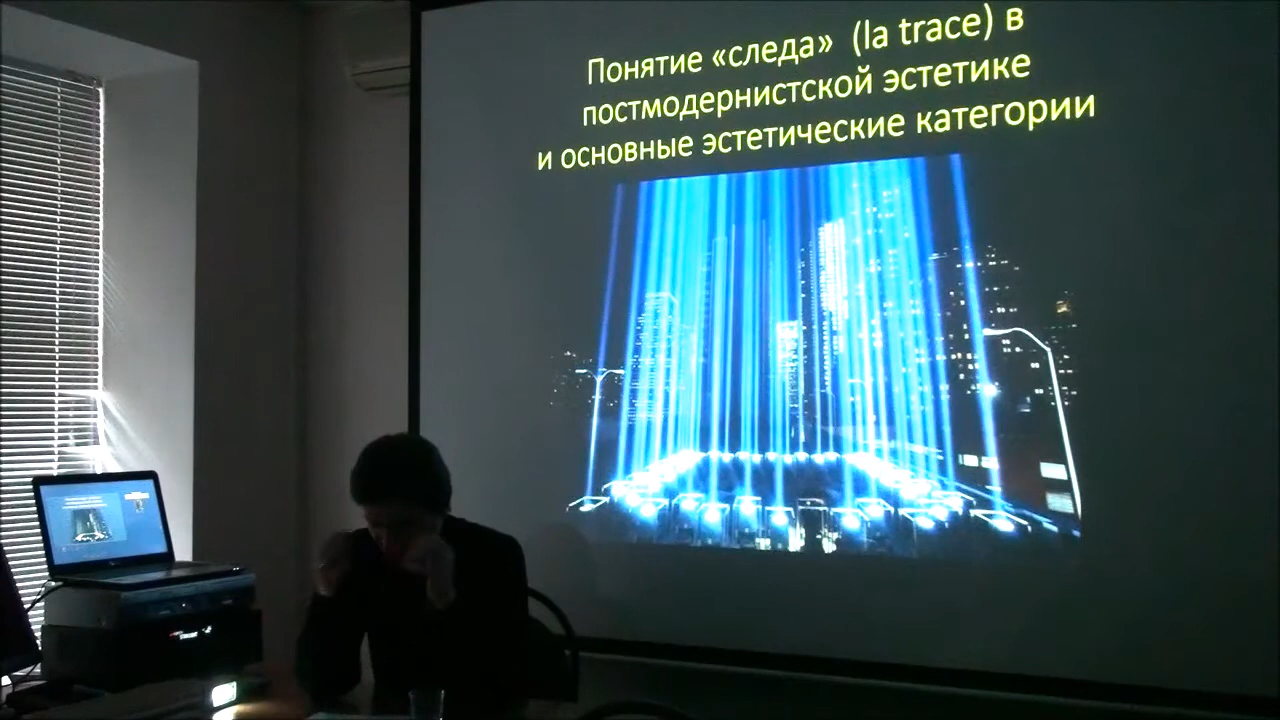 Понятие «следа» (la trace) в
постмодернистской эстетике
и основные эстетические категории